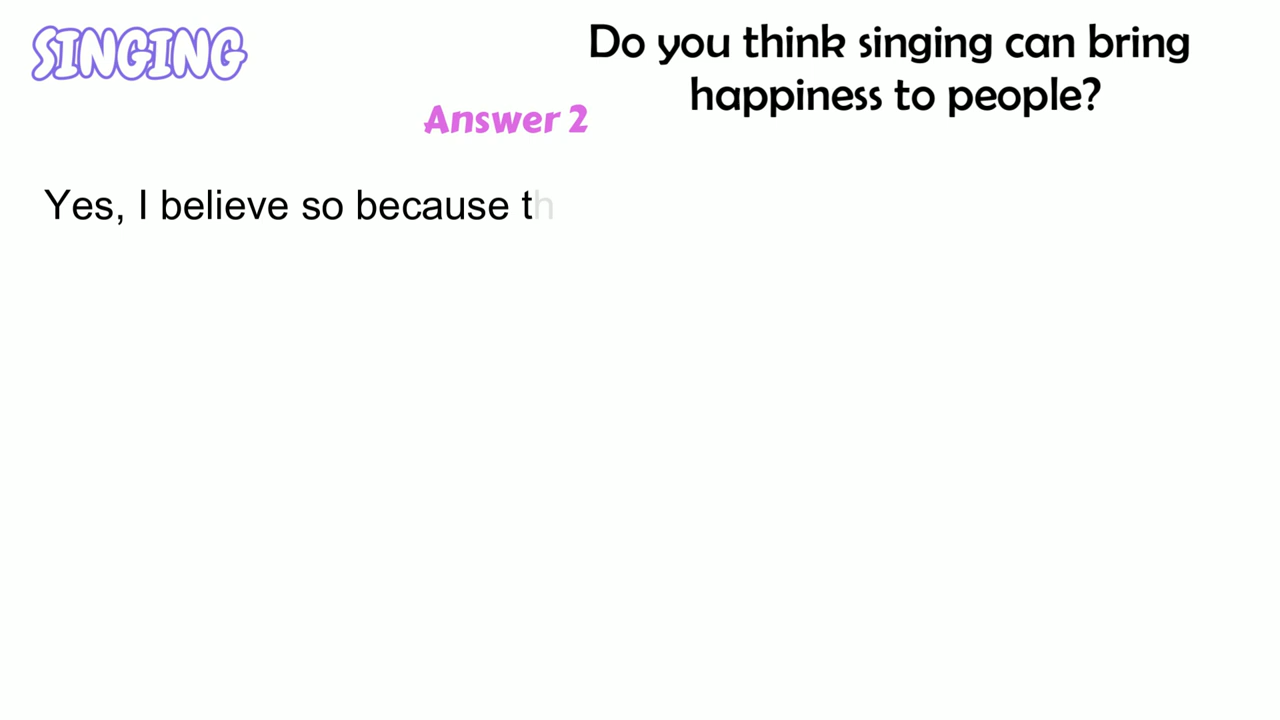 SINGING
Do you think singing can bring
happiness to people?
Answer 2
Yes, I believe so because th